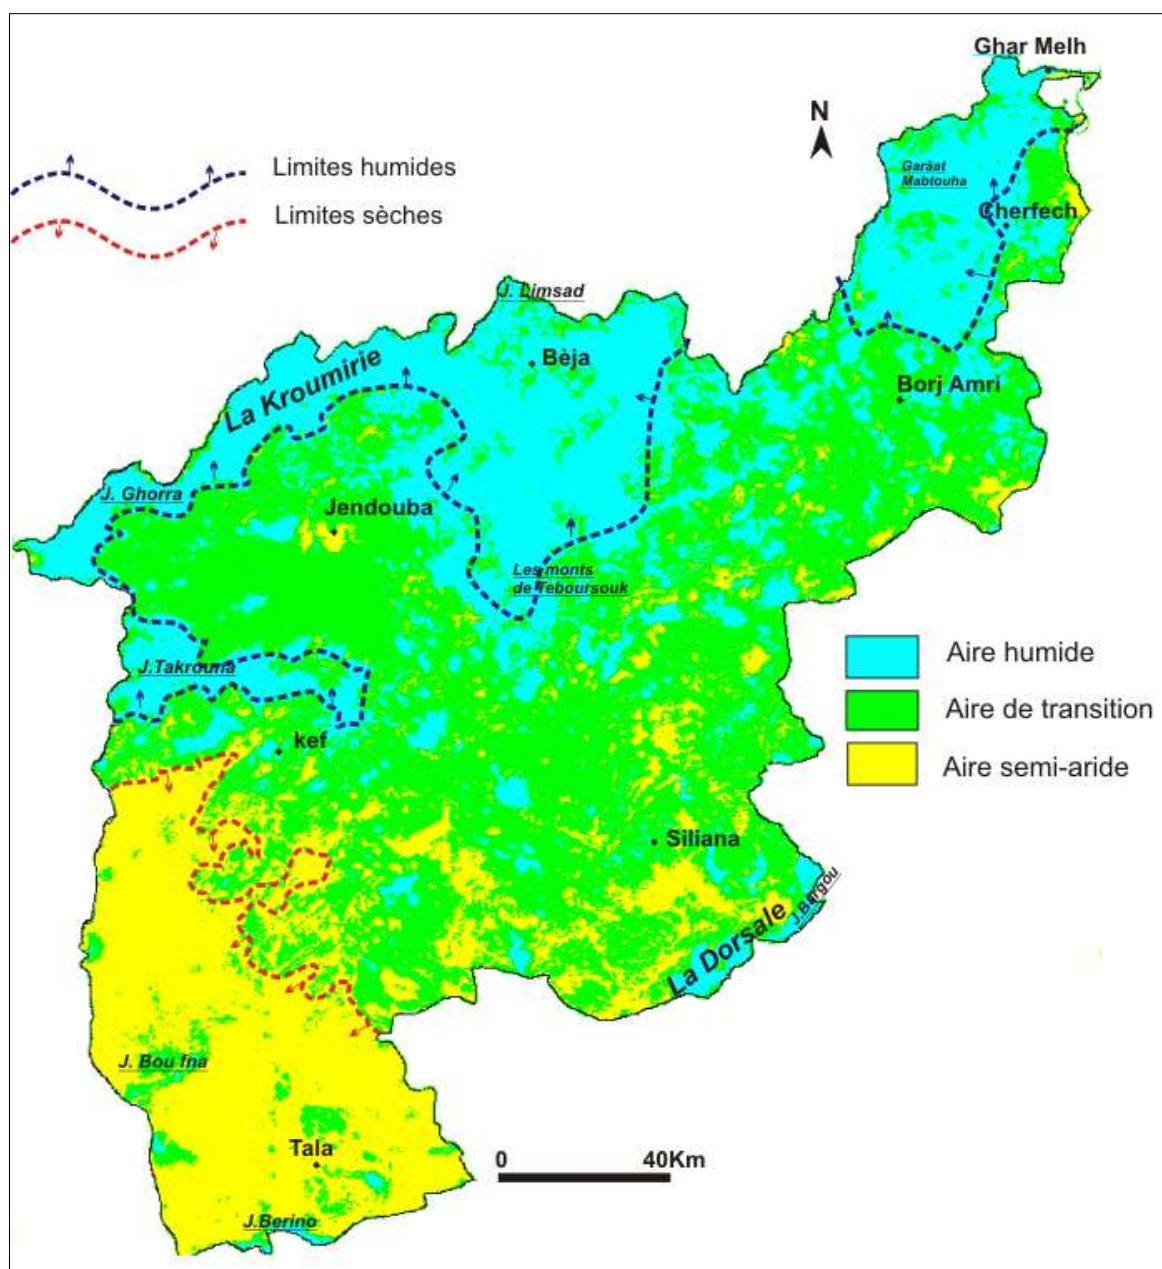 Ghar Melh
N
Limites humides
Limites sèches
Garâat
Mabtouha
Cherfech
J. Limsad
Bèja
La Kroumirie
Borj Amri
J. Ghorra
Jendouba
Les monts
de Teboursouk
J.Takrouna
Aire humide
Aire de transition
Aire semi-aride
kef
Siliana
J.Bargou
La Dorsale
J. Bou fna
Tala
0 40Km
J.Berino